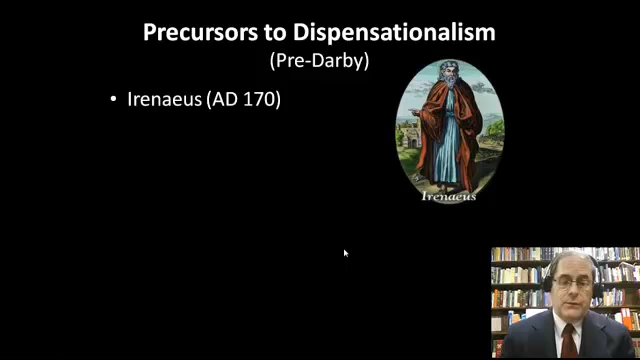 Precursors to Dispensationalism
(Pre-Darby)
• Irenaeus (AD 170)
Irenaeus